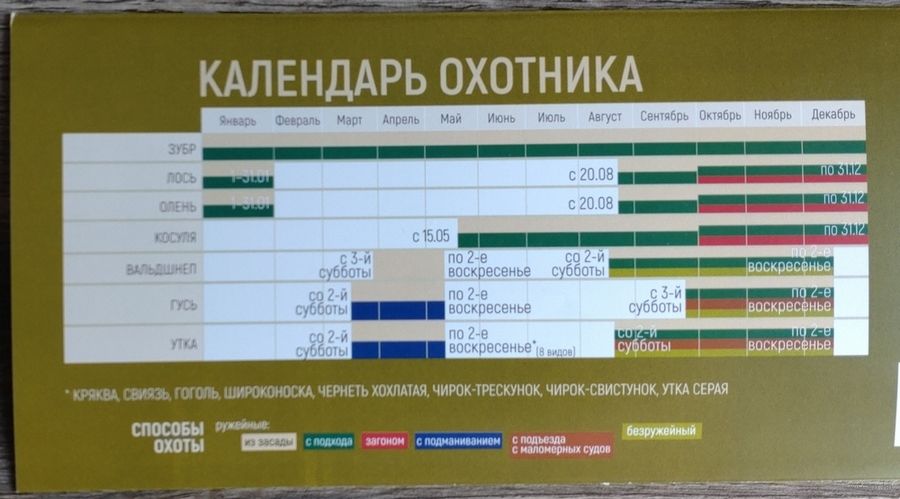 КАЛЕНДАРЬ ОХОТНИКА
Январь Февраль Март Апрель Май Июнь Июль Август Сентябрь Октябрь Ноябрь Декабрь
ЗУБР
ЛОСЬ 1-31.01 с 20.08 по 31.12
ОЛЕНЬ 1-31.01 с 20.08 по 31.12
КОСУЛЯ с 15.05 по 31.12
ВАЛЬДШНЕП с 3-й субботы по 2-е воскресенье со 2-й субботы по 2-е воскресенье
ГУСЬ со 2-й субботы по 2-е воскресенье с 3-й субботы по 2-е воскресенье
УТКА со 2-й субботы по 2-е воскресенье* (8 видов) со 2-й субботы по 2-е воскресенье
* КРЯКВА, СВИЯЗЬ, ГОГОЛЬ, ШИРОКОНОСКА, ЧЕРНЕТЬ ХОХЛАТАЯ, ЧИРОК-ТРЕСКУНОК, ЧИРОК-СВИСТУНОК, УТКА СЕРАЯ
СПОСОБЫ ОХОТЫ
ружейные:
из засады с подхода загоном с подманиванием с подъезда с маломерных судов безружейный